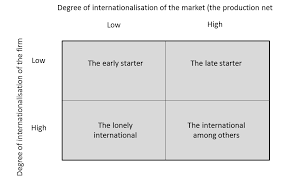 Degree of internationalisation of the market (the production net
Low High
Degree of internationalisation of the firm
Low
The early starter The late starter
High
The lonely international The international among others